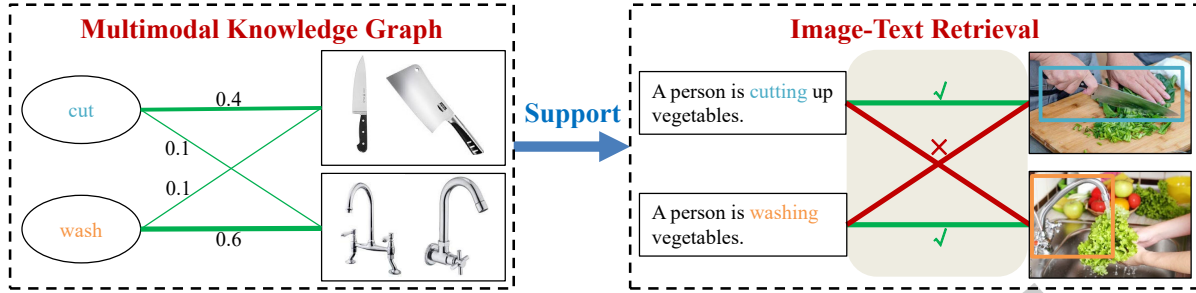 Multimodal Knowledge Graph
cut
wash
0.4
0.1
0.1
0.6
Support
Image-Text Retrieval
A person is cutting up
vegetables.
A person is washing
vegetables.
√
×
√